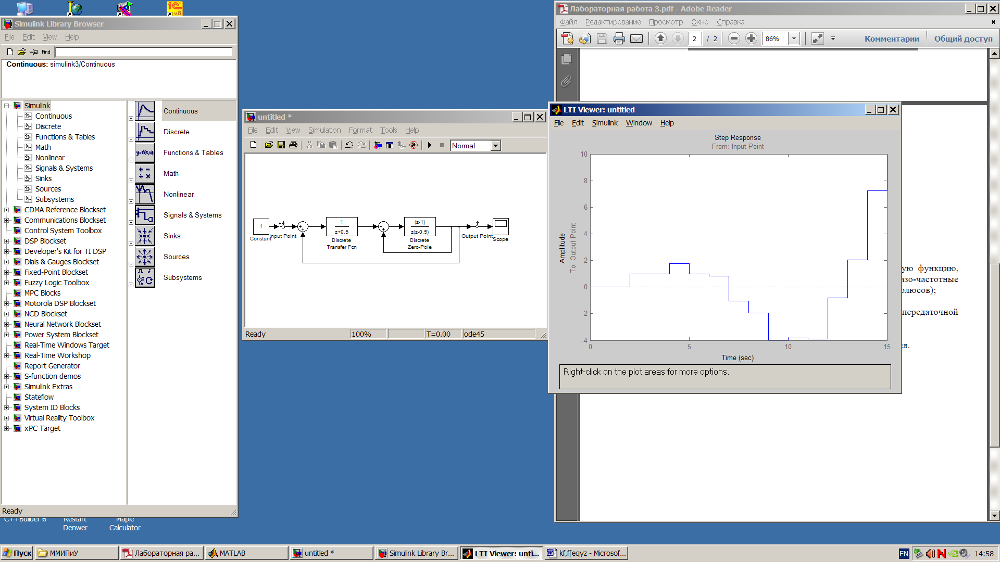 1C
v8
Simulink Library Browser
File Edit View Help
Find
Continuous: simulink3/Continuous
Simulink
Continuous
Discrete
Functions & Tables
Math
Nonlinear
Signals & Systems
Sinks
Sources
Subsystems
CDMA Reference Blockset
Communications Blockset
Control System Toolbox
DSP Blockset
Developer's Kit for TI DSP
Dials & Gauges Blockset
Fixed-Point Blockset
Fuzzy Logic Toolbox
MPC Blocks
Motorola DSP Blockset
NCD Blockset
Neural Network Blockset
Power System Blockset
Real-Time Windows Target
Real-Time Workshop
Report Generator
S-function demos
Simulink Extras
Stateflow
System ID Blocks
Virtual Reality Toolbox
xPC Target
Continuous
Discrete
y=f(t,u)
Functions & Tables
Math
Nonlinear
Signals & Systems
Sinks
Sources
Subsystems
Ready
C++Builder 6
Restart
Denwer
Maple
Calculator
untitled *
File Edit View Simulation Format Tools Help
Normal
1
Constant
Input Point
1
z+0.5
Discrete
Transfer Fcn
(z-1)
z(z-0.5)
Discrete
Zero-Pole
Output Point
Scope
Ready 100% T=0.00 ode45
Лабораторная работа 3.pdf - Adobe Reader
Файл Редактирование Просмотр Окно Справка
2 / 2 86% Комментарии Общий доступ
ую функцию,
азо-частотные
олюсов);
передаточной
ся.
LTI Viewer: untitled
File Edit Simulink Window Help
Step Response
From: Input Point
10
8
6
4
2
0
-2
-4
0 5 10 15
Amplitude
To: Output Point
Time (sec)
Right-click on the plot areas for more options.
Пуск ММИПиУ Лабораторная ра... MATLAB untitled * Simulink Library Br... LTI Viewer: unti... kf,f[eqyz - Microsof... EN 14:58